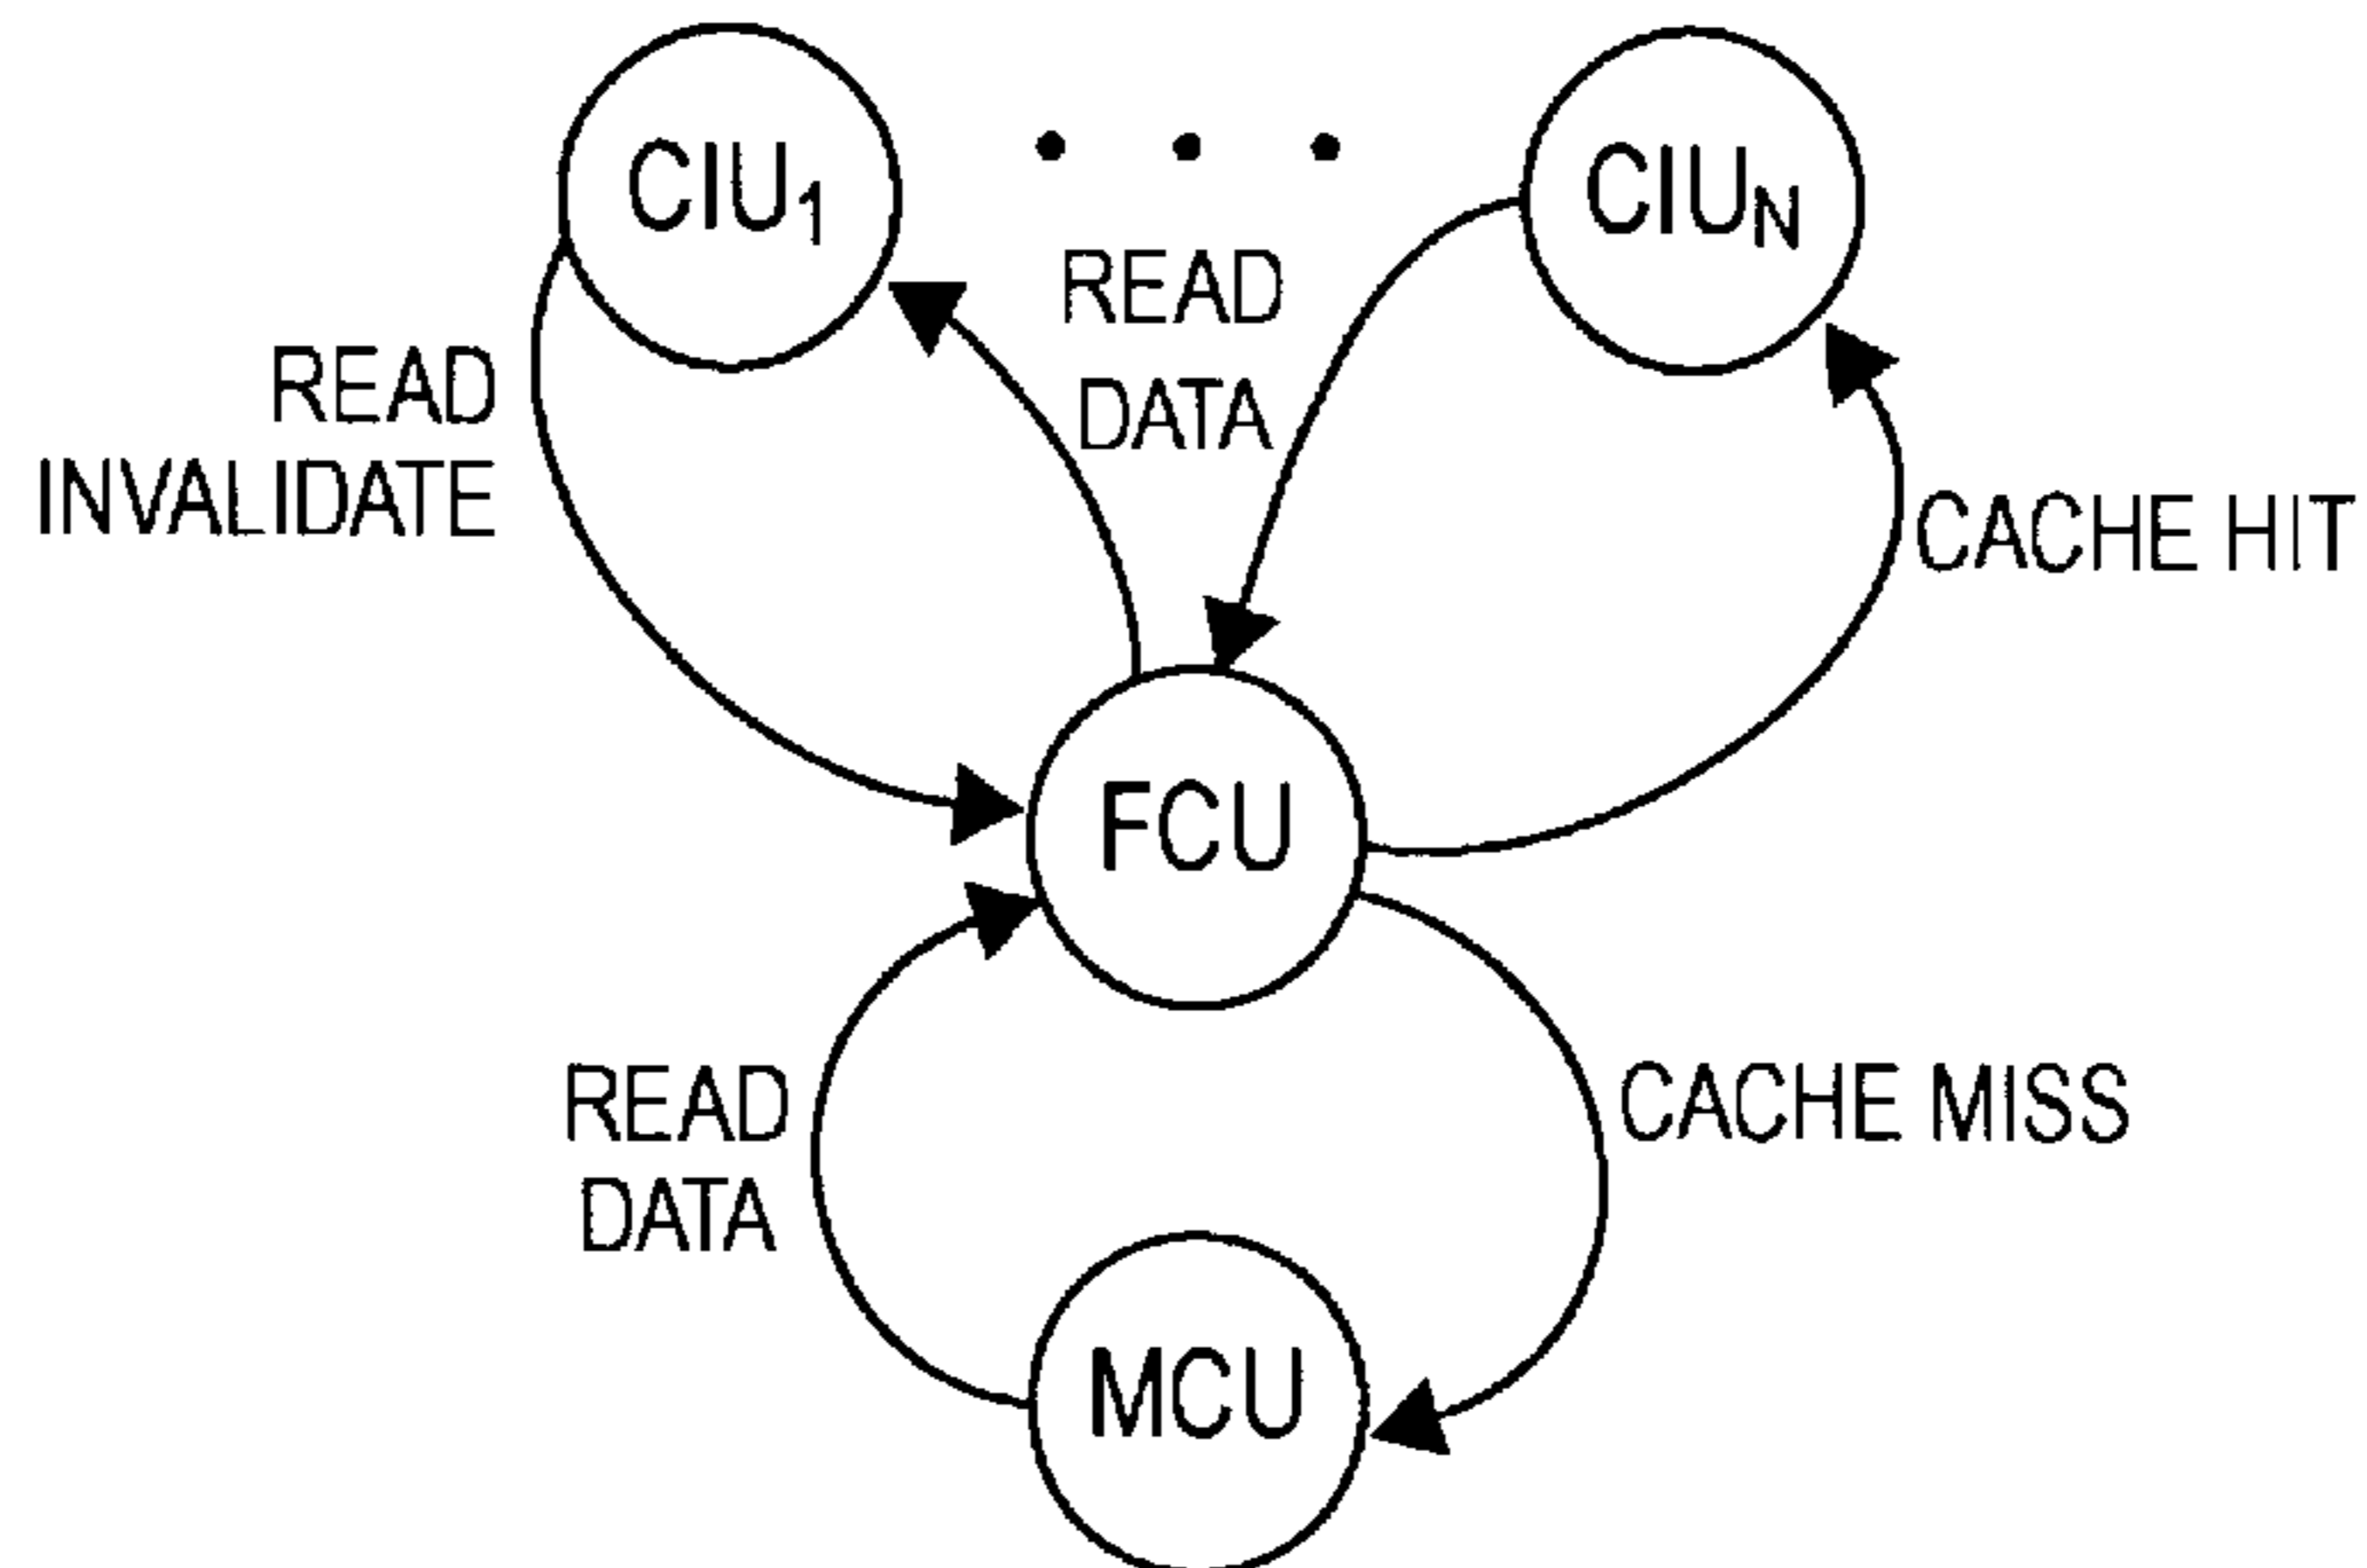 CIU1
CIUN
READ
DATA
READ
INVALIDATE
CACHE HIT
FCU
READ
DATA
CACHE MISS
MCU